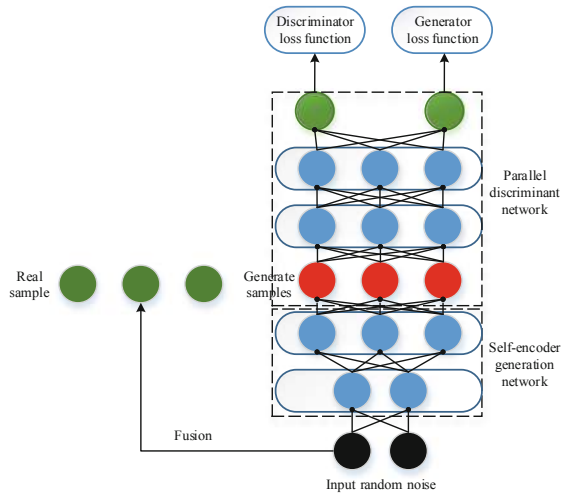 Discriminator
loss function
Generator
loss function
Parallel
discriminant
network
Real
sample
Generate
samples
Self-encoder
generation
network
Fusion
Input random noise